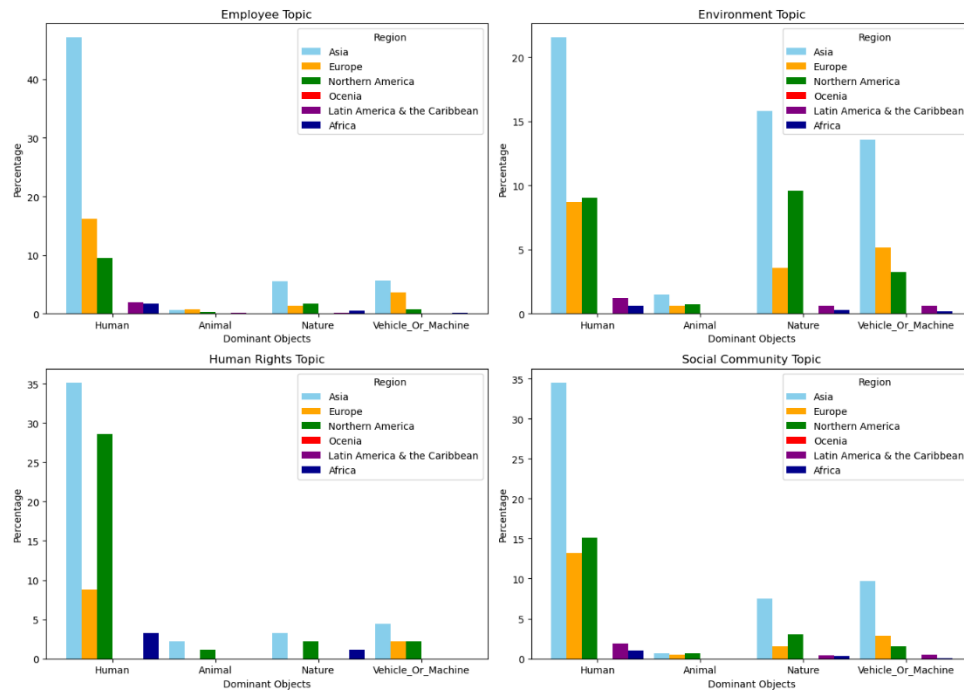 Employee Topic
Percentage
40
30
20
10
0
Region
Asia
Europe
Northern America
Ocenia
Latin America & the Caribbean
Africa
Human Animal Nature Vehicle_Or_Machine
Dominant Objects
Environment Topic
Percentage
20
15
10
5
0
Region
Asia
Europe
Northern America
Ocenia
Latin America & the Caribbean
Africa
Human Animal Nature Vehicle_Or_Machine
Dominant Objects
Human Rights Topic
Percentage
35
30
25
20
15
10
5
0
Region
Asia
Europe
Northern America
Ocenia
Latin America & the Caribbean
Africa
Human Animal Nature Vehicle_Or_Machine
Dominant Objects
Social Community Topic
Percentage
35
30
25
20
15
10
5
0
Region
Asia
Europe
Northern America
Ocenia
Latin America & the Caribbean
Africa
Human Animal Nature Vehicle_Or_Machine
Dominant Objects